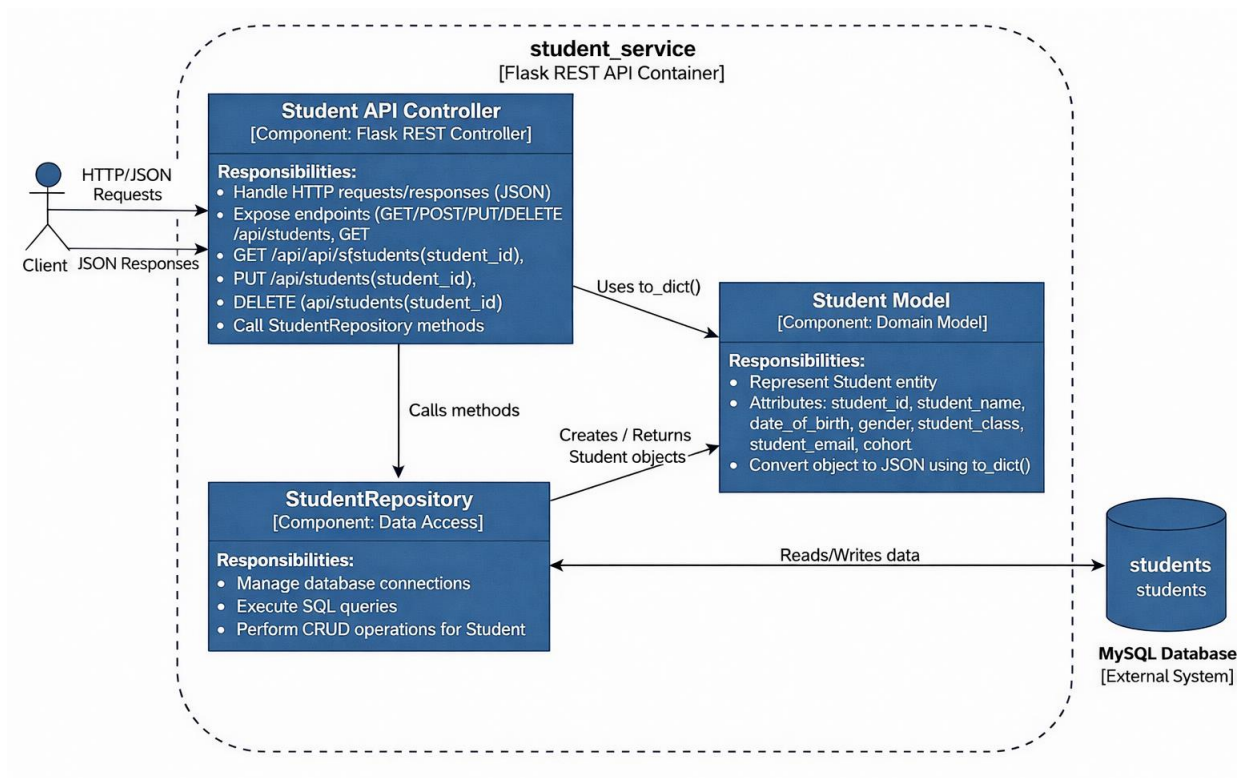 student_service
[Flask REST API Container]
Student API Controller
[Component: Flask REST Controller]
Responsibilities:
• Handle HTTP requests/responses (JSON)
• Expose endpoints (GET/POST/PUT/DELETE
/api/students, GET
• GET /api/api/sfstudents(student_id),
• PUT /api/students(student_id),
• DELETE (api/students(student_id)
• Call StudentRepository methods
HTTP/JSON
Requests
Client
JSON Responses
Uses to_dict()
Student Model
[Component: Domain Model]
Responsibilities:
• Represent Student entity
• Attributes: student_id, student_name,
date_of_birth, gender, student_class,
student_email, cohort
• Convert object to JSON using to_dict()
Calls methods
Creates / Returns
Student objects
StudentRepository
[Component: Data Access]
Responsibilities:
• Manage database connections
• Execute SQL queries
• Perform CRUD operations for Student
Reads/Writes data
students
students
MySQL Database
[External System]